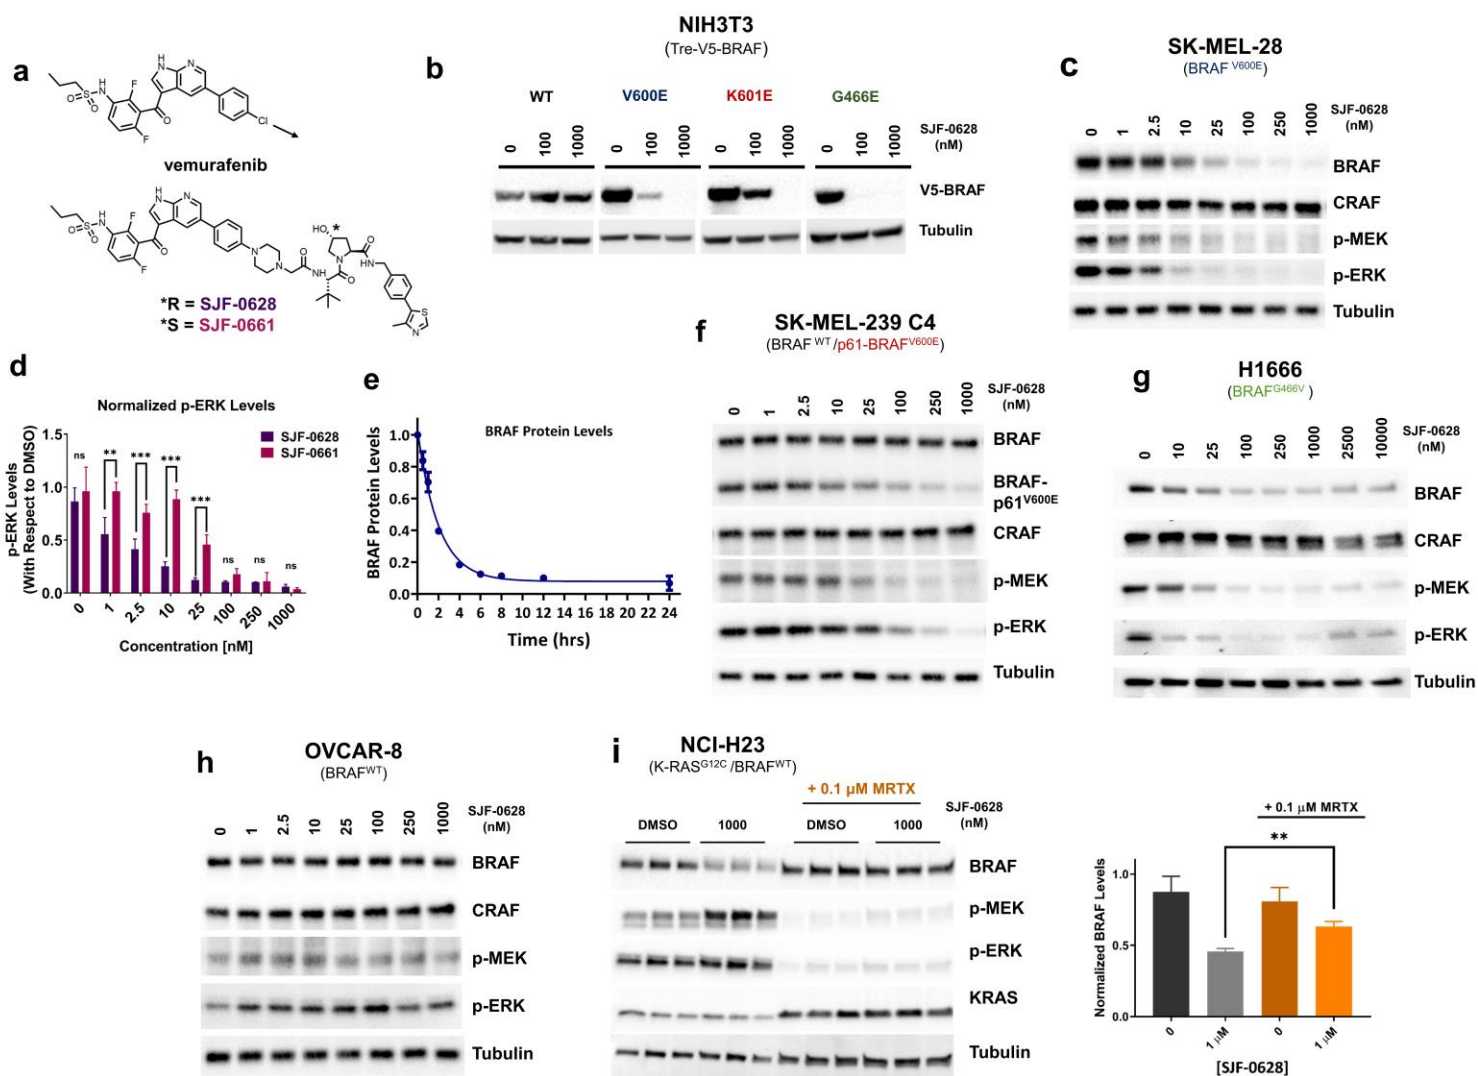 a
vemurafenib
*R = SJF-0628
*S = SJF-0661
b
NIH3T3
(Tre-V5-BRAF)
WT V600E K601E G466E
SJF-0628 (nM)
0 100 1000 0 100 1000 0 100 1000 0 100 1000
V5-BRAF
Tubulin
c
SK-MEL-28
(BRAF V600E)
SJF-0628 (nM)
0 1 2.5 10 25 100 250 1000
BRAF
CRAF
p-MEK
p-ERK
Tubulin
d
Normalized p-ERK Levels
SJF-0628
SJF-0661
p-ERK Levels
(With Respect to DMSO)
1.5
1.0
0.5
0.0
ns ** *** *** *** ns ns ns
0 1 2.5 10 25 100 250 1000
Concentration [nM]
e
BRAF Protein Levels
BRAF Protein Levels
1.0
0.8
0.6
0.4
0.2
0.0
0 2 4 6 8 10 12 14 16 18 20 22 24
Time (hrs)
f
SK-MEL-239 C4
(BRAF WT/p61-BRAFV600E)
SJF-0628 (nM)
0 1 2.5 10 25 100 250 1000
BRAF
BRAF-
p61V600E
CRAF
p-MEK
p-ERK
Tubulin
g
H1666
(BRAFG466V )
SJF-0628 (nM)
0 10 25 100 250 1000 2500 10000
BRAF
CRAF
p-MEK
p-ERK
Tubulin
h
OVCAR-8
(BRAFWT)
SJF-0628 (nM)
0 1 2.5 10 25 100 250 1000
BRAF
CRAF
p-MEK
p-ERK
Tubulin
i
NCI-H23
(K-RASG12C /BRAFWT)
+ 0.1 µM MRTX
SJF-0628 (nM)
DMSO 1000 DMSO 1000
BRAF
p-MEK
p-ERK
KRAS
Tubulin
+ 0.1 µM MRTX
**
Normalized BRAF Levels
1.0
0.5
0.0
0 1 µM 0 1 µM
[SJF-0628]